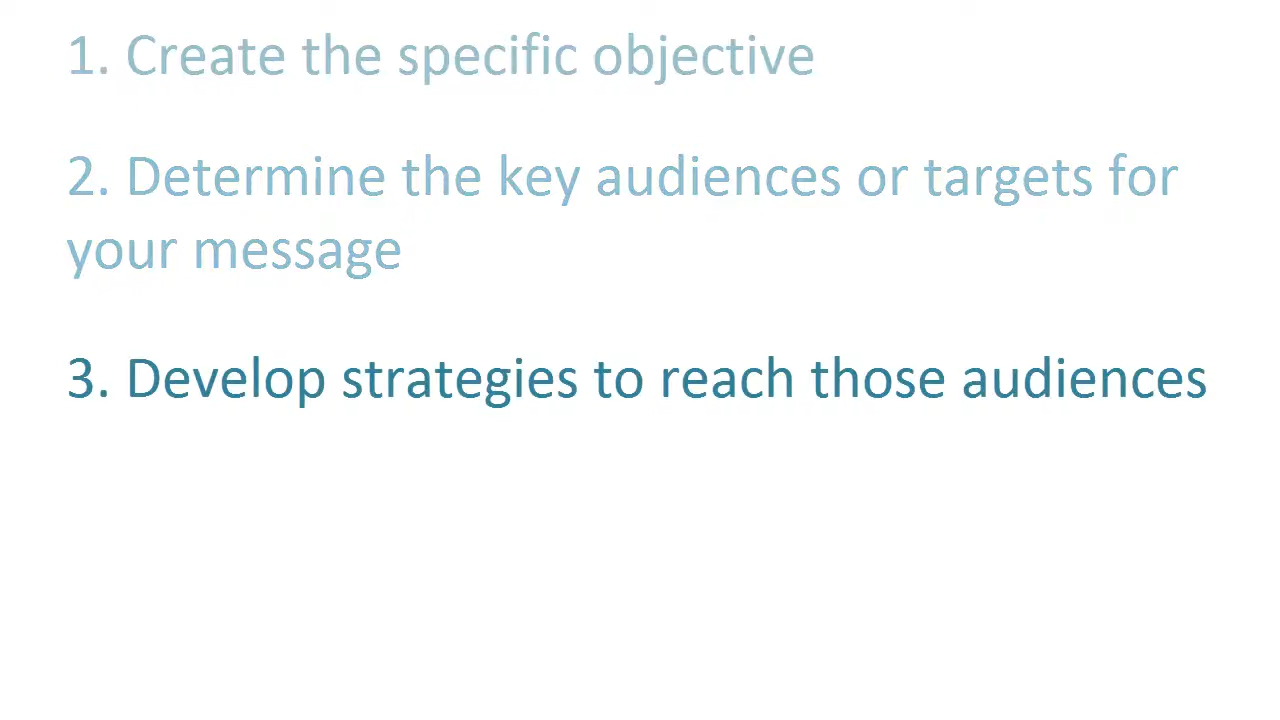 1. Create the specific objective
2. Determine the key audiences or targets for
your message
3. Develop strategies to reach those audiences